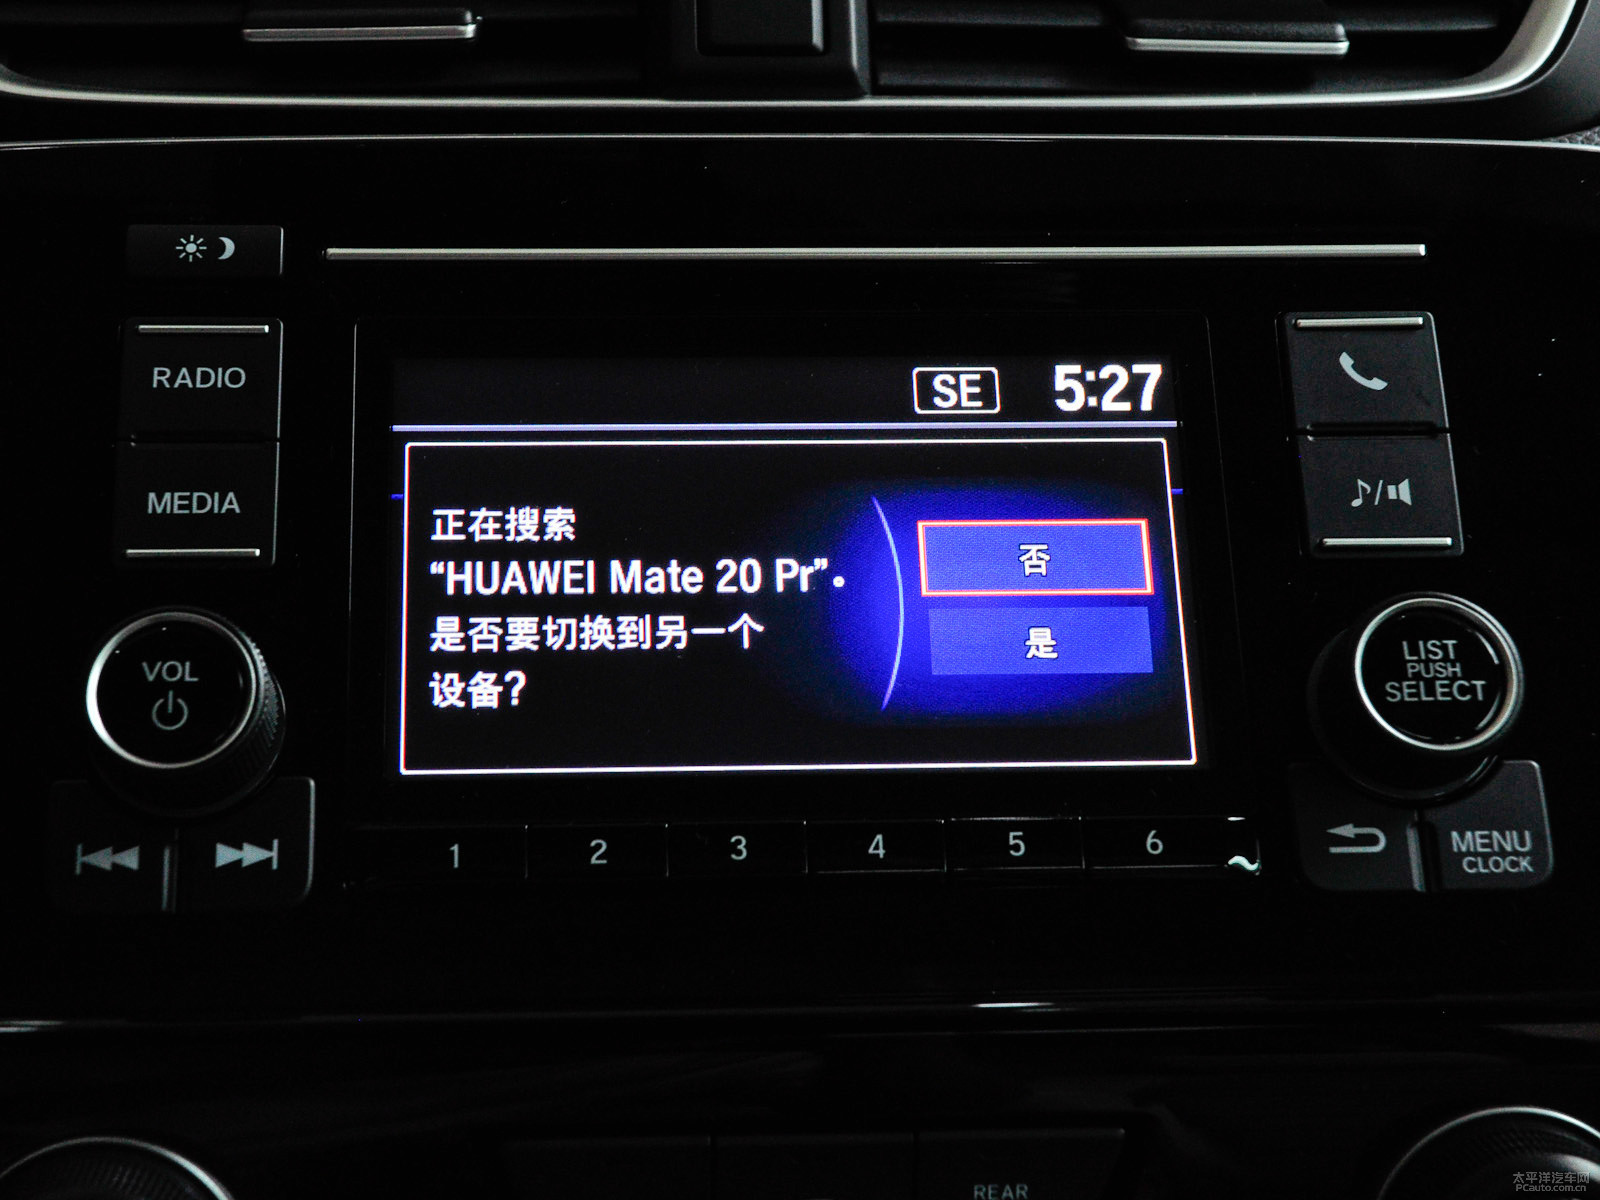 SE 5:27
RADIO
MEDIA
正在搜索
“HUAWEI Mate 20 Pr”。
是否要切换到另一个
设备?
否
是
VOL
LIST
PUSH
SELECT
1 2 3 4 5 6
MENU
CLOCK
REAR
太平洋汽车网
PCauto.com.cn